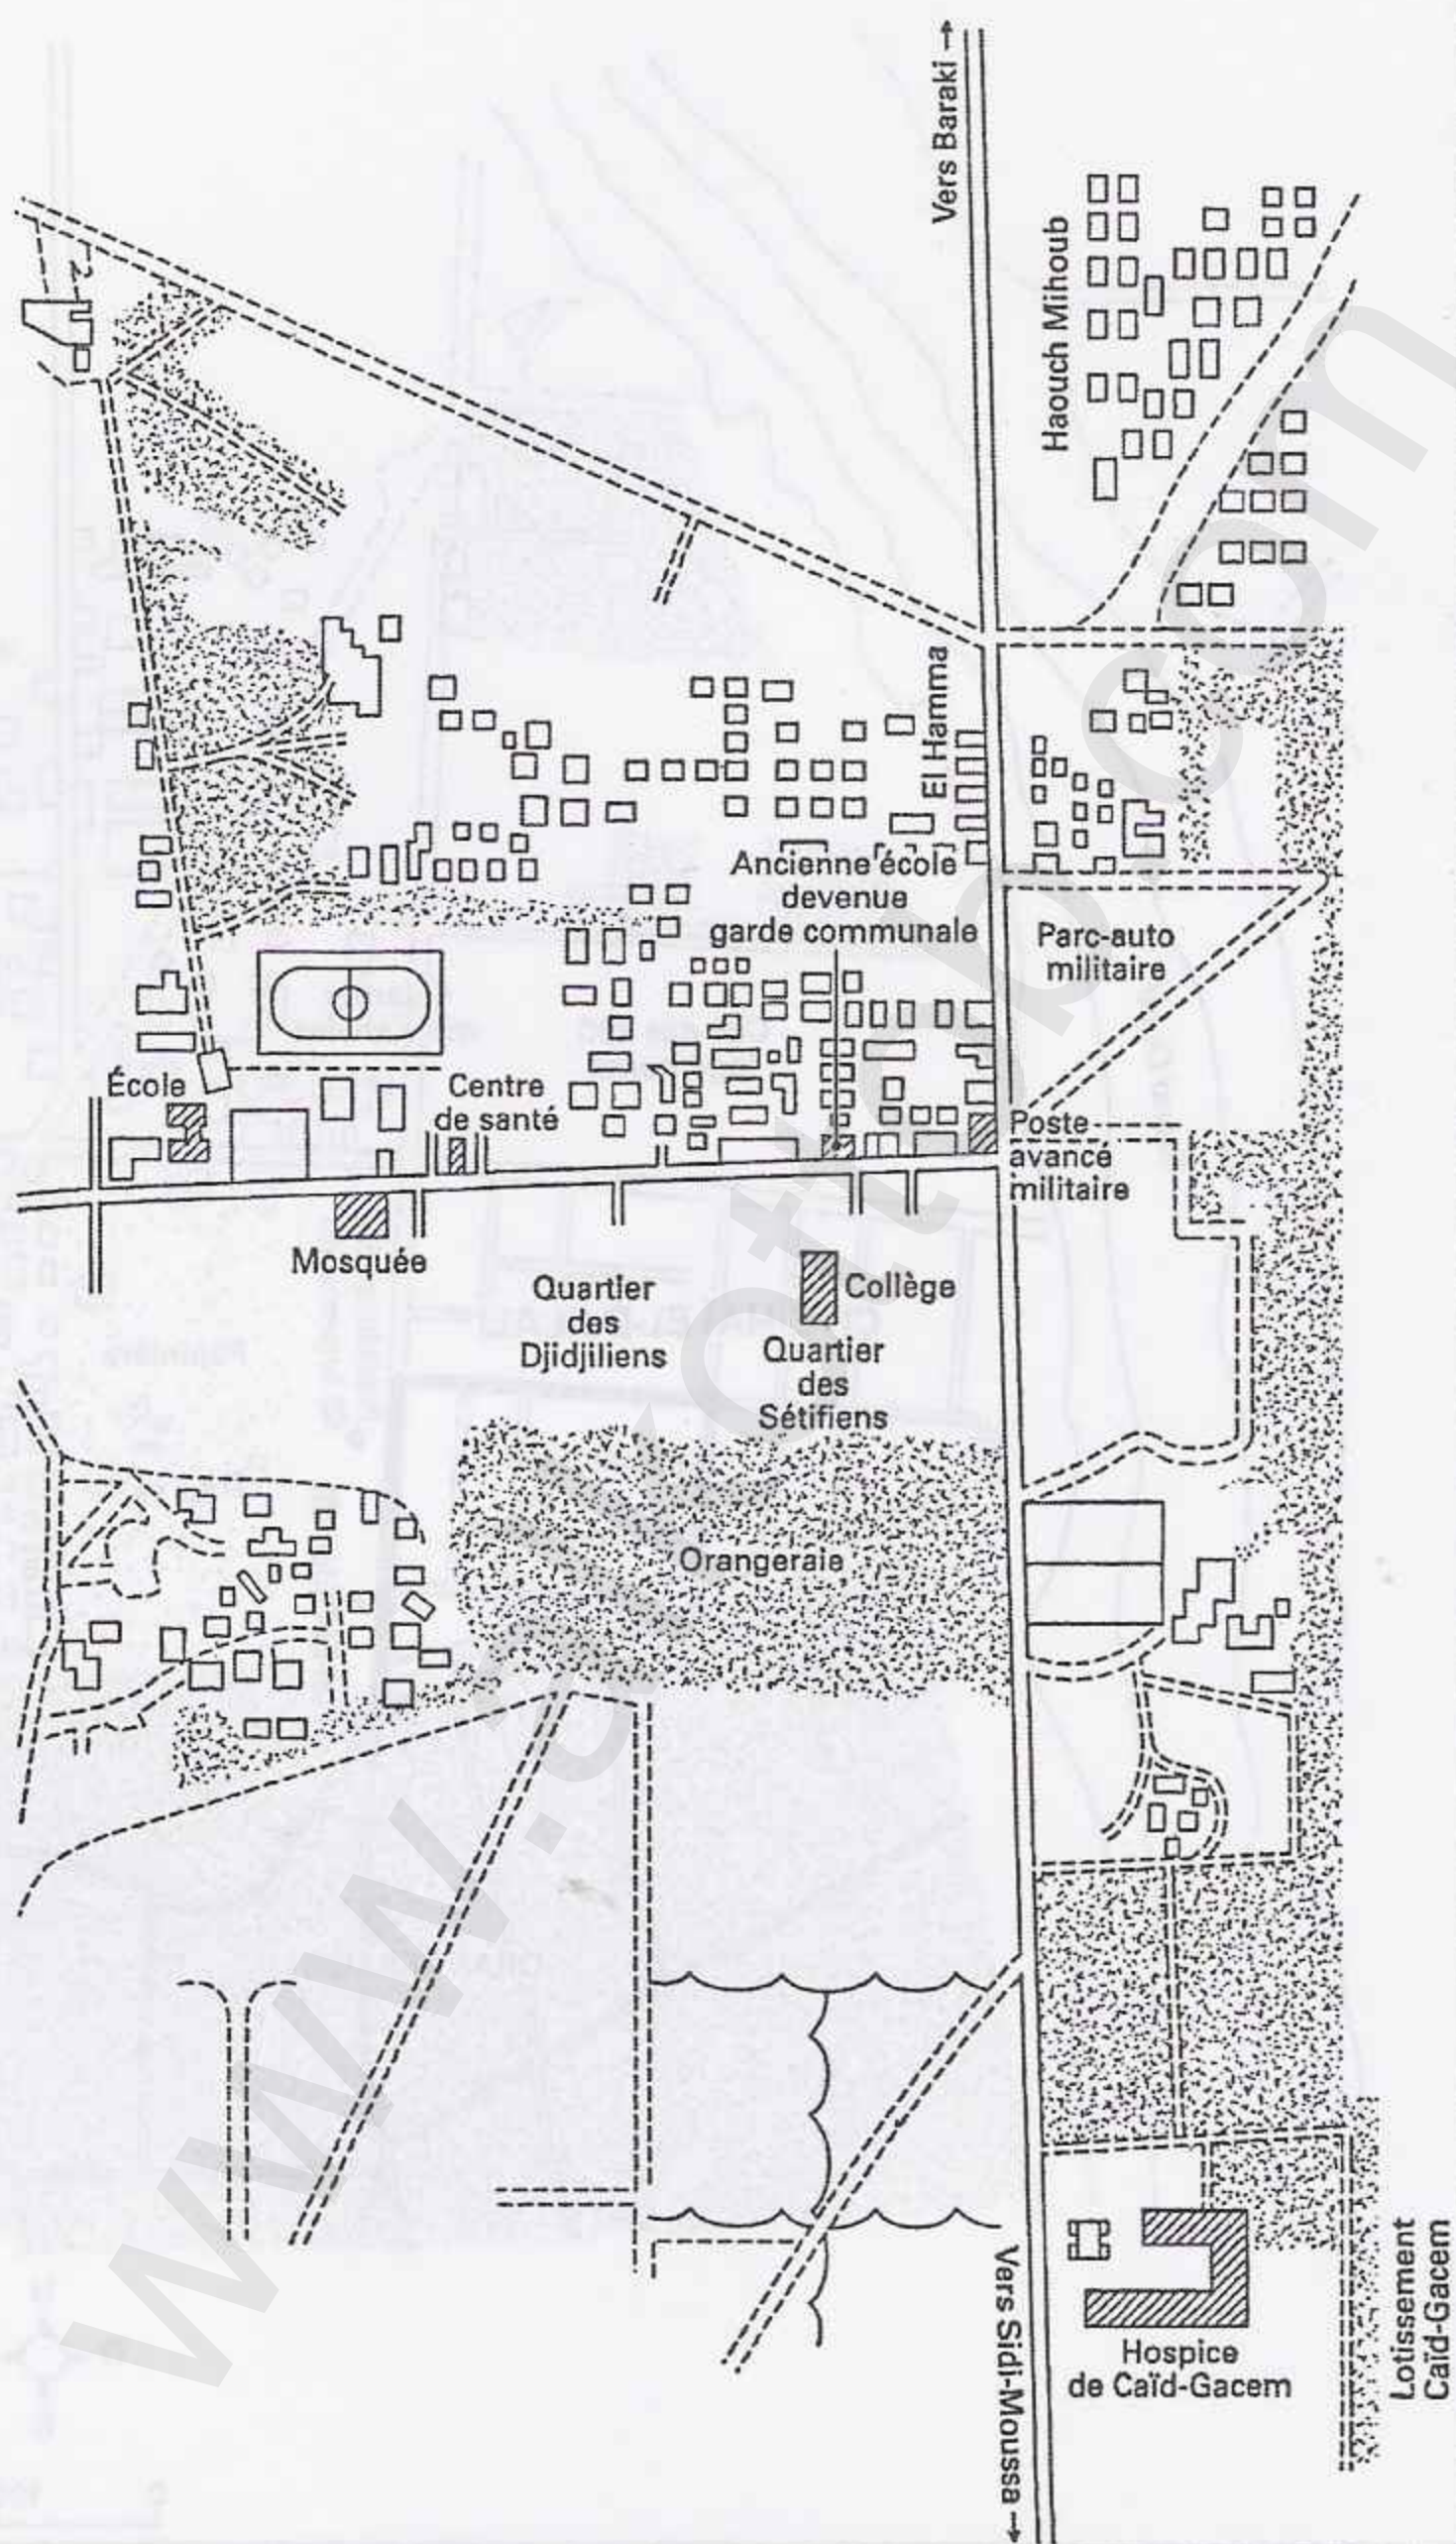 Vers Baraki →
Haouch Mihoub
El Hamma
Ancienne école
devenue
garde communale
Parc-auto
militaire
École
Centre
de santé
Poste
avancé
militaire
Mosquée
Quartier
des
Djidjiliens
Collège
Quartier
des
Sétifiens
Orangeraie
Vers Sidi-Moussa →
Hospice
de Caïd-Gacem
Lotissement
Caïd-Gacem